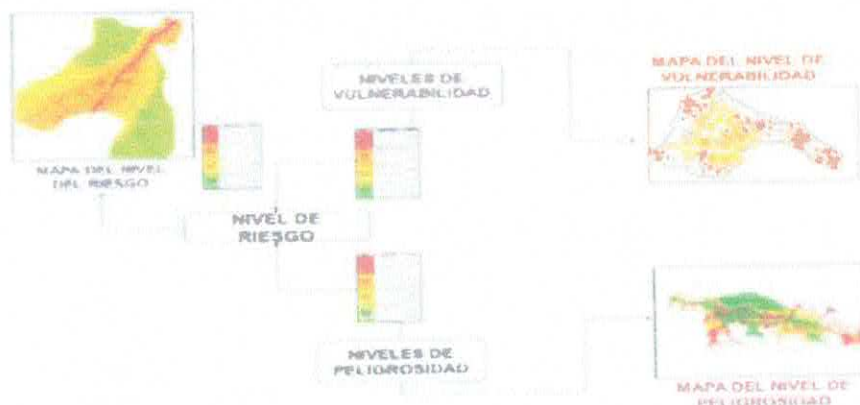 MAPA DEL NIVEL
DEL RIESGO
NIVELES DE
VULNERABILIDAD
NIVEL DE
RIESGO
NIVELES DE
PELIGROSIDAD
MAPA DEL NIVEL DE
VULNERABILIDAD
MAPA DEL NIVEL DE
PELIGROSIDAD